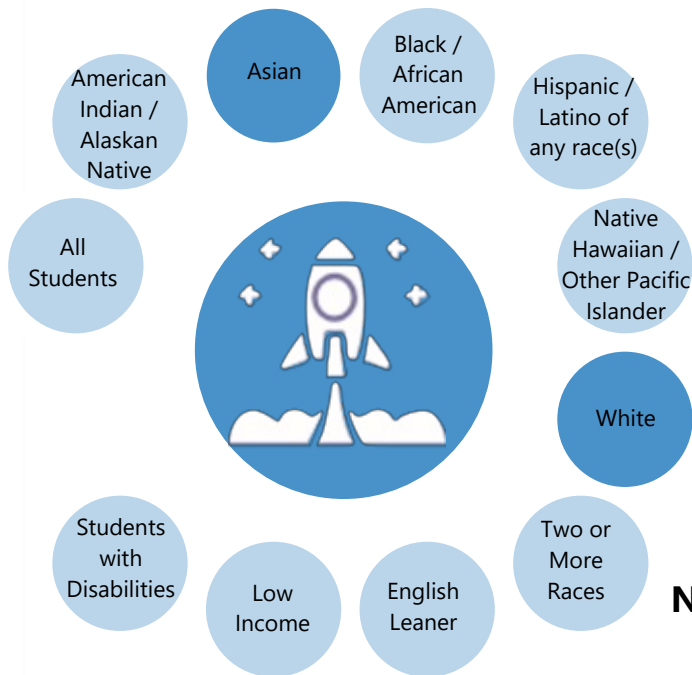 Asian
Black /
African
American
American
Indian /
Alaskan
Native
Hispanic /
Latino of
any race(s)
All
Students
Native
Hawaiian /
Other Pacific
Islander
White
Students
with
Disabilities
Low
Income
English
Leaner
Two or
More
Races
N